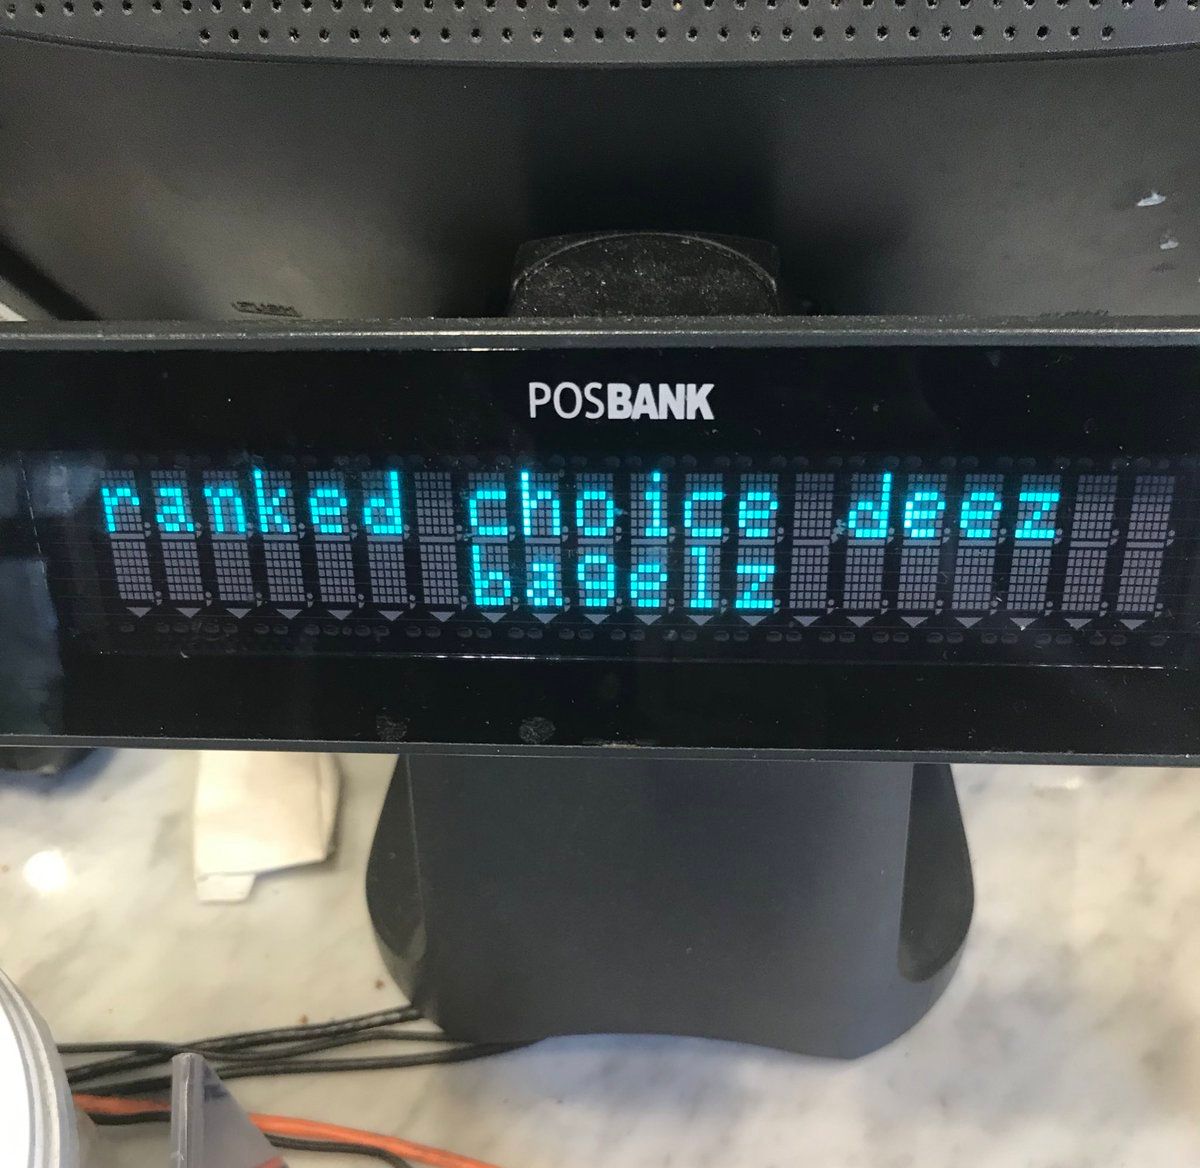 POSBANK
ranked choice deez
bagelz